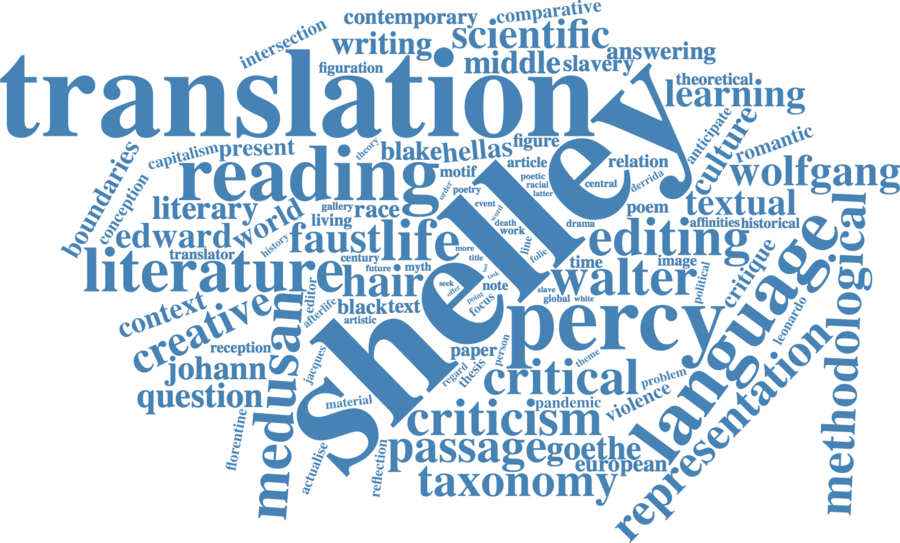 contemporary
comparative
intersection
writing
scientific
answering
figuration
middle
slavery
theoretical
translation
learning
shelley
boundaries
capitalism
present
theory
blake
hellas
figure
anticipate
culture
romantic
conception
reading
motif
article
relation
wolfgang
poetic
racial
latter
central
derrida
order
poetry
literary
gallery
race
event
word
poem
textual
living
death
work
drama
affinities
historical
edward
world
faust
life
line
editing
translator
history
century
more
title
folie
time
image
language
methodological
literature
future
myth
last
task
walter
political
critique
hair
seek
offer
note
slave
global
white
editor
afterlife
black
text
point
focus
percy
leonardo
context
creative
artistic
reception
medusan
jacques
paper
person
theme
representation
johann
regard
thesis
critical
problem
question
material
pandemic
violence
criticism
florentine
actualise
reflection
passage
goethe
european
taxonomy